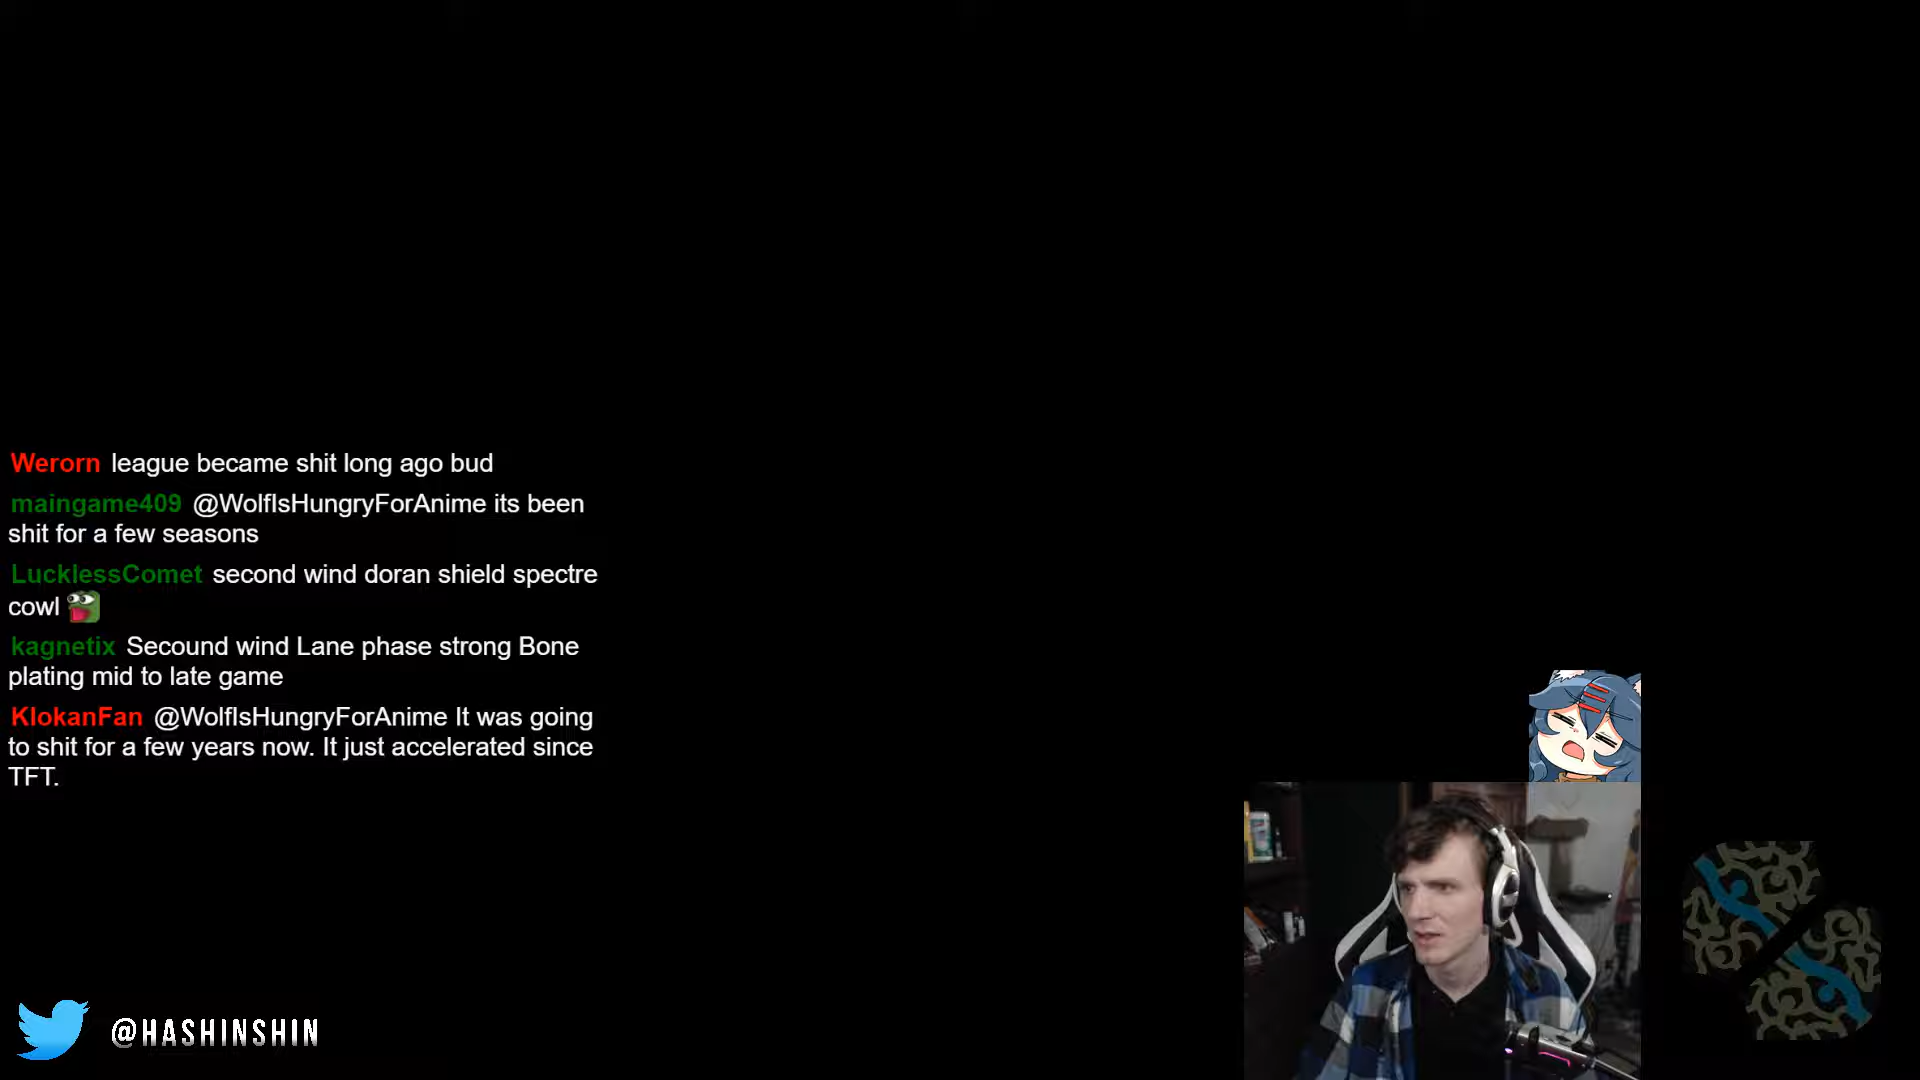 Werorn league became shit long ago bud
maingame409 @WolfIsHungryForAnime its been
shit for a few seasons
LucklessComet second wind doran shield spectre
cowl
kagnetix Secound wind Lane phase strong Bone
plating mid to late game
KlokanFan @WolfIsHungryForAnime It was going
to shit for a few years now. It just accelerated since
TFT.
@HASHINSHIN